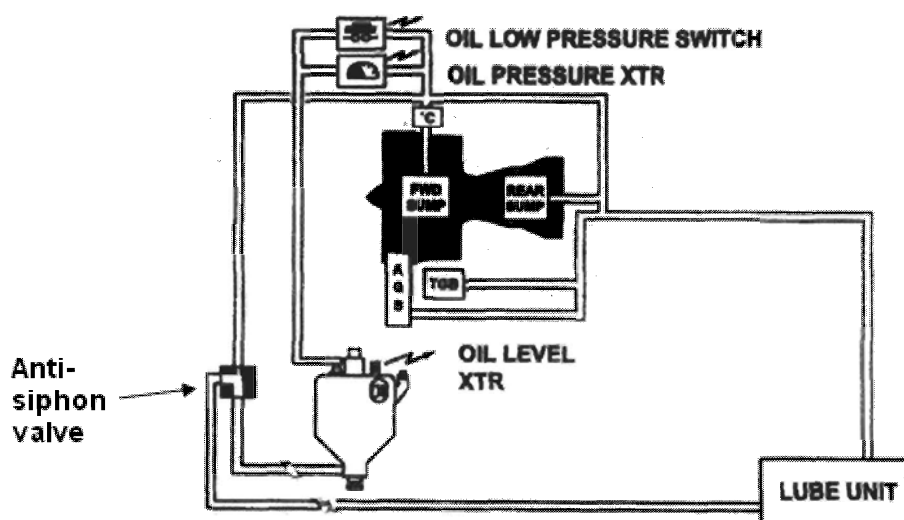 OIL LOW PRESSURE SWITCH
OIL PRESSURE XTR
°C
FWD
SUMP
REAR
SUMP
A
G
B
TGB
OIL LEVEL
XTR
Anti-
siphon
valve
LUBE UNIT